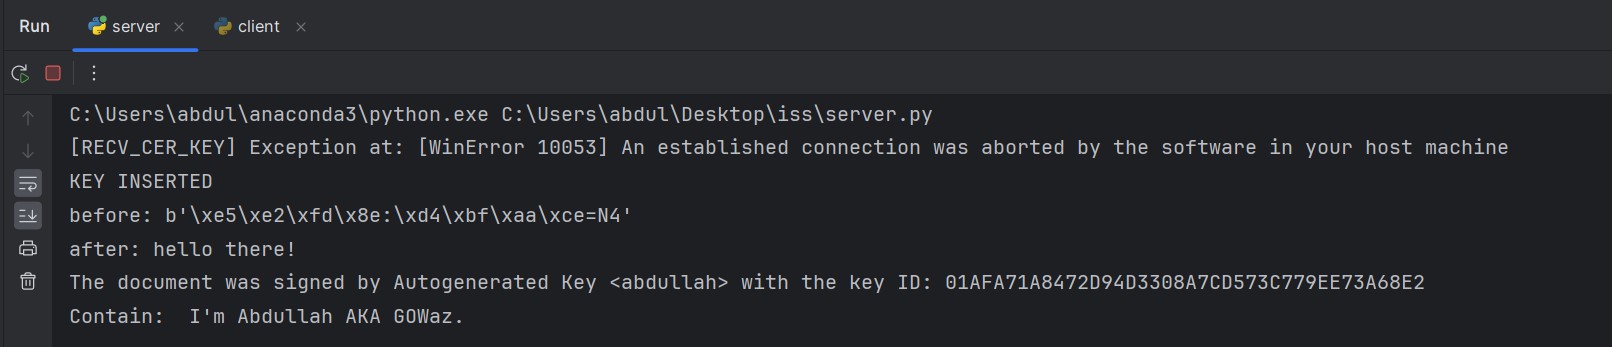 Run server client
C:\Users\abdul\anaconda3\python.exe C:\Users\abdul\Desktop\iss\server.py
[RECV_CER_KEY] Exception at: [WinError 10053] An established connection was aborted by the software in your host machine
KEY INSERTED
before: b'\xe5\xe2\xfd\x8e:\xd4\xbf\xaa\xce=N4'
after: hello there!
The document was signed by Autogenerated Key <abdullah> with the key ID: 01AFA71A8472D94D3308A7CD573C779EE73A68E2
Contain:  I'm Abdullah AKA GOWaz.